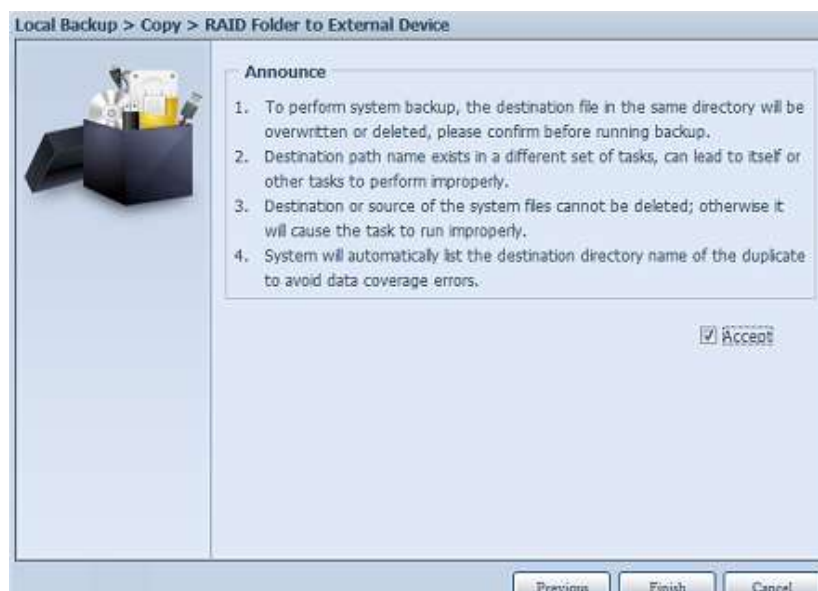 Local Backup > Copy > RAID Folder to External Device
Announce
1. To perform system backup, the destination file in the same directory will be
overwritten or deleted, please confirm before running backup.
2. Destination path name exists in a different set of tasks, can lead to itself or
other tasks to perform improperly.
3. Destination or source of the system files cannot be deleted; otherwise it
will cause the task to run improperly.
4. System will automatically list the destination directory name of the duplicate
to avoid data coverage errors.
Accept
Previous Finish Cancel